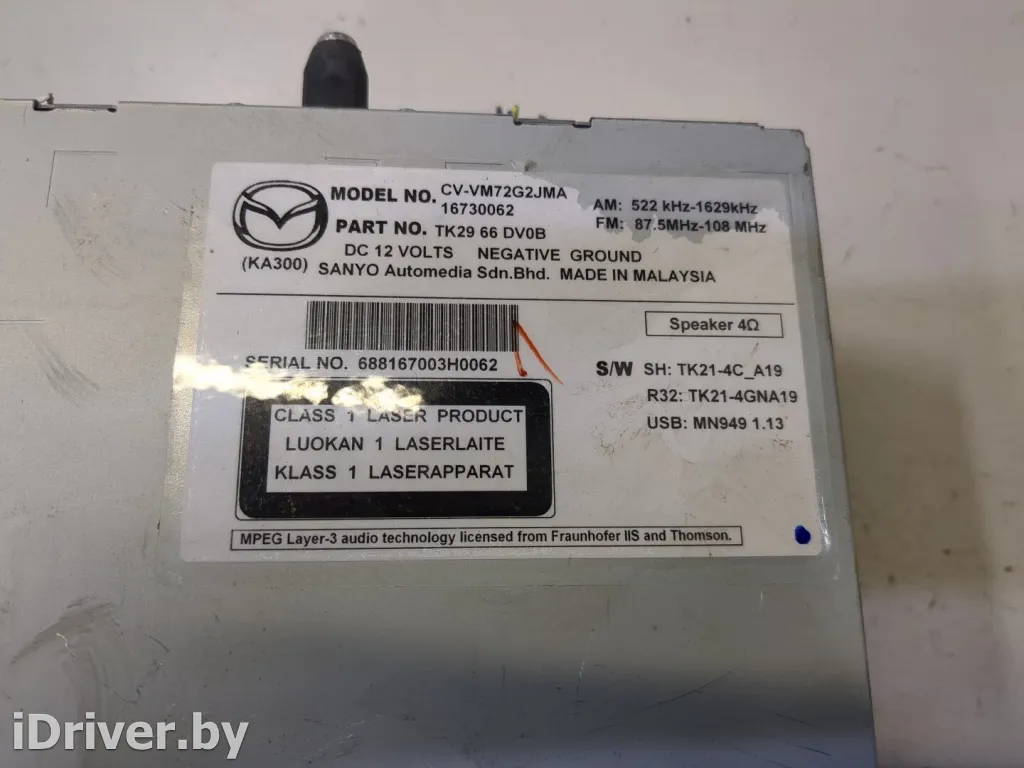 MODEL NO. CV-VM72G2JMA
16730062
AM: 522 kHz-1629kHz
FM: 87.5MHz-108 MHz
PART NO. TK29 66 DV0B
DC 12 VOLTS NEGATIVE GROUND
(KA300) SANYO Automedia Sdn.Bhd. MADE IN MALAYSIA
Speaker 4Ω
SERIAL NO. 688167003H0062
S/W SH: TK21-4C_A19
R32: TK21-4GNA19
USB: MN949 1.13
CLASS 1 LASER PRODUCT
LUOKAN 1 LASERLAITE
KLASS 1 LASERAPPARAT
MPEG Layer-3 audio technology licensed from Fraunhofer IIS and Thomson.
iDriver.by